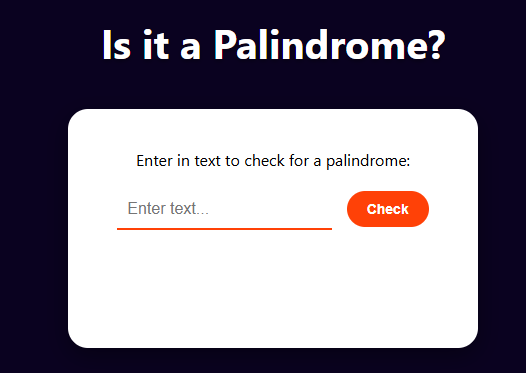 Is it a Palindrome?
Enter in text to check for a palindrome:
Enter text...
Check